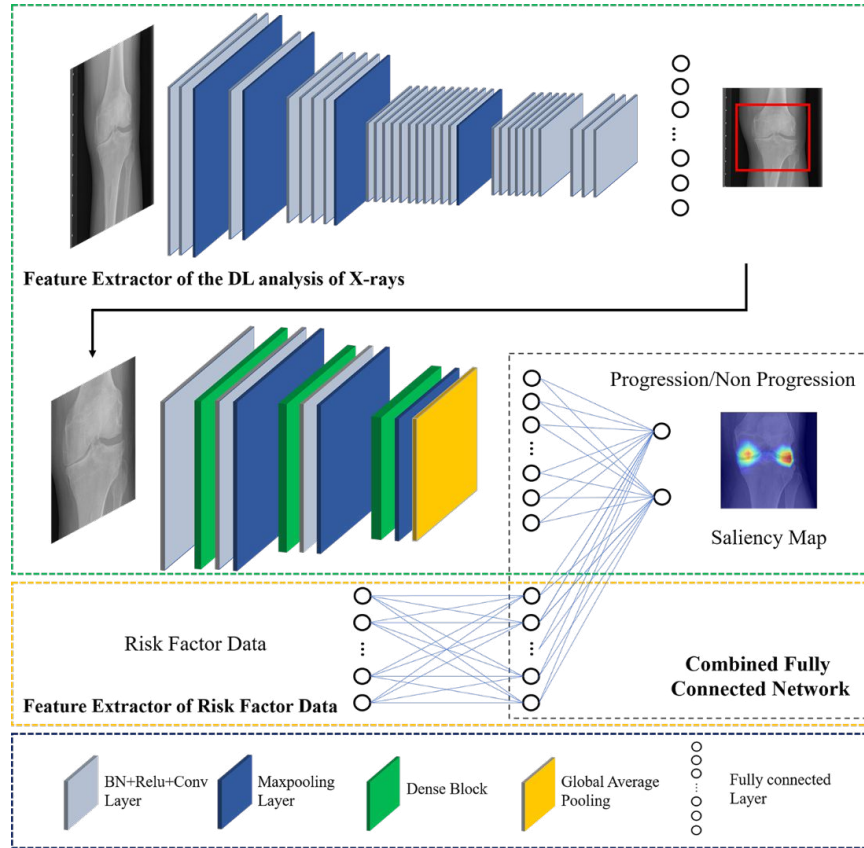 Feature Extractor of the DL analysis of X-rays
Progression/Non Progression
Saliency Map
Risk Factor Data
Feature Extractor of Risk Factor Data
Combined Fully
Connected Network
BN+Relu+Conv
Layer
Maxpooling
Layer
Dense Block
Global Average
Pooling
Fully connected
Layer